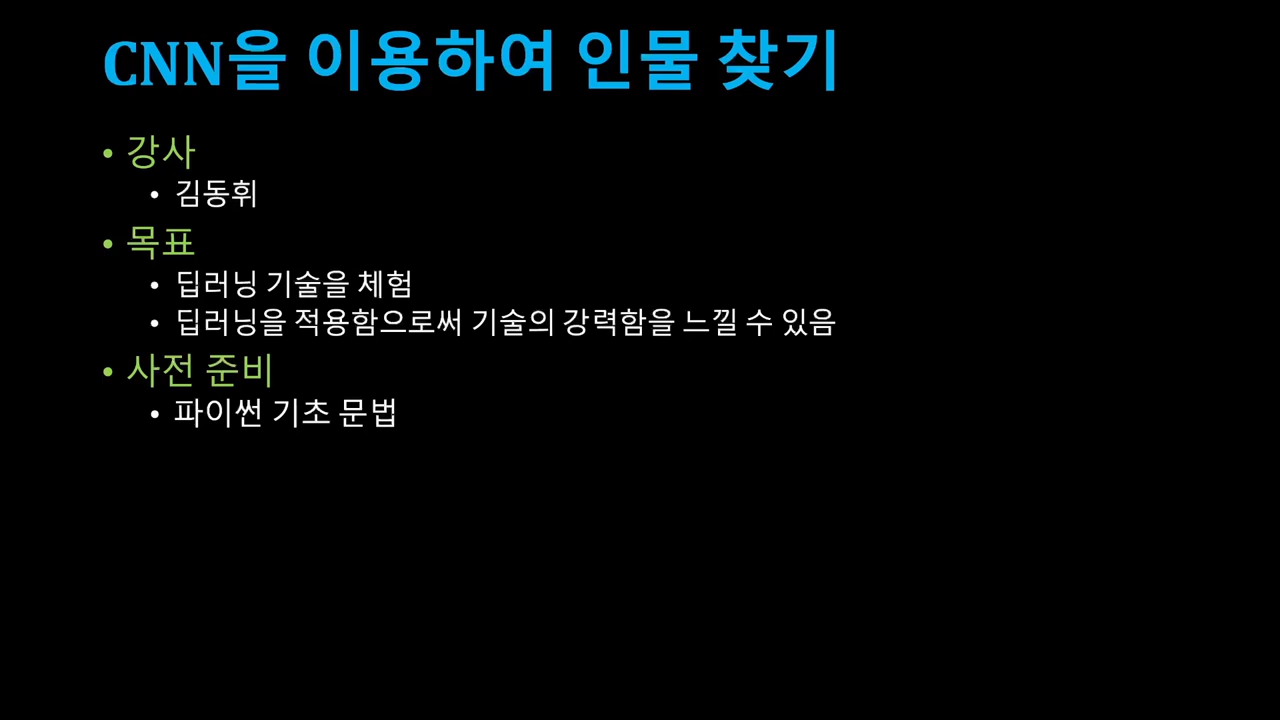 CNN을 이용하여 인물 찾기
• 강사
• 김동휘
• 목표
• 딥러닝 기술을 체험
• 딥러닝을 적용함으로써 기술의 강력함을 느낄 수 있음
• 사전 준비
• 파이썬 기초 문법